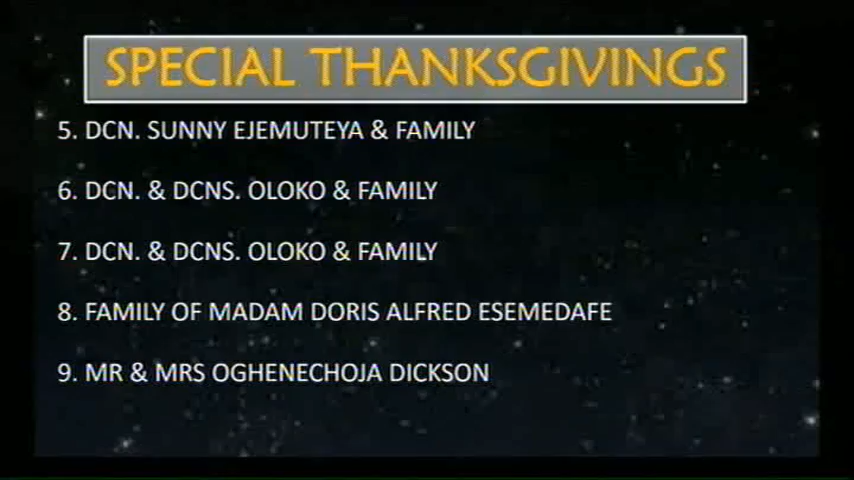 SPECIAL THANKSGIVINGS
5. DCN. SUNNY EJEMUTEYA & FAMILY
6. DCN. & DCNS. OLOKO & FAMILY
7. DCN. & DCNS. OLOKO & FAMILY
8. FAMILY OF MADAM DORIS ALFRED ESEMEDAFE
9. MR & MRS OGHENECHOJA DICKSON